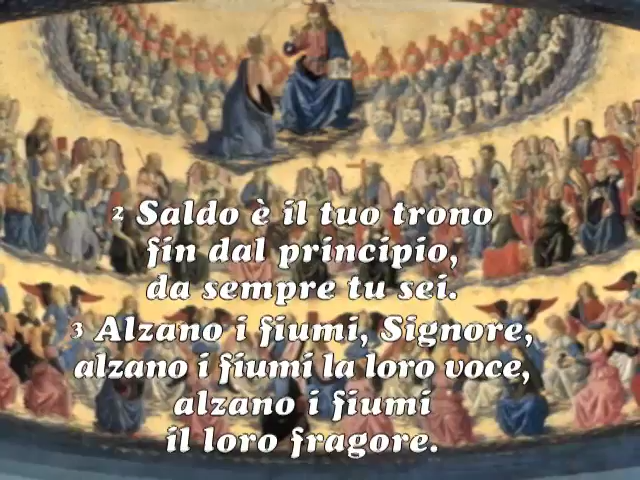 2 Saldo è il tuo trono
fin dal principio,
da sempre tu sei.
3 Alzano i fiumi, Signore,
alzano i fiumi la loro voce,
alzano i fiumi
il loro fragore.